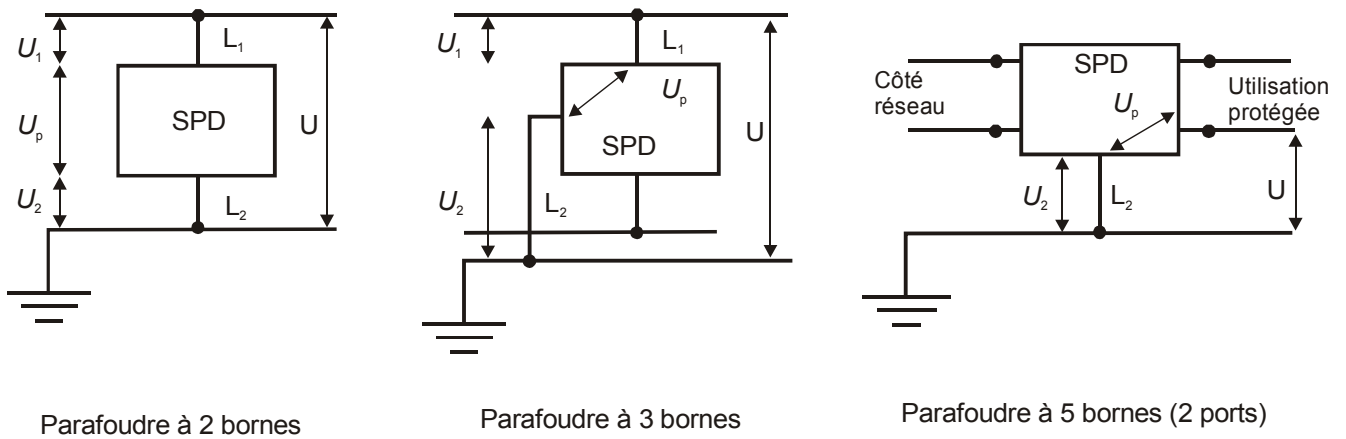 U₁
L₁
Uₚ
SPD
U
U₂
L₂
Parafoudre à 2 bornes
U₁
L₁
Uₚ
U
SPD
U₂
L₂
Parafoudre à 3 bornes
Côté
réseau
SPD
Uₚ
Utilisation
protégée
U₂
L₂
U
Parafoudre à 5 bornes (2 ports)